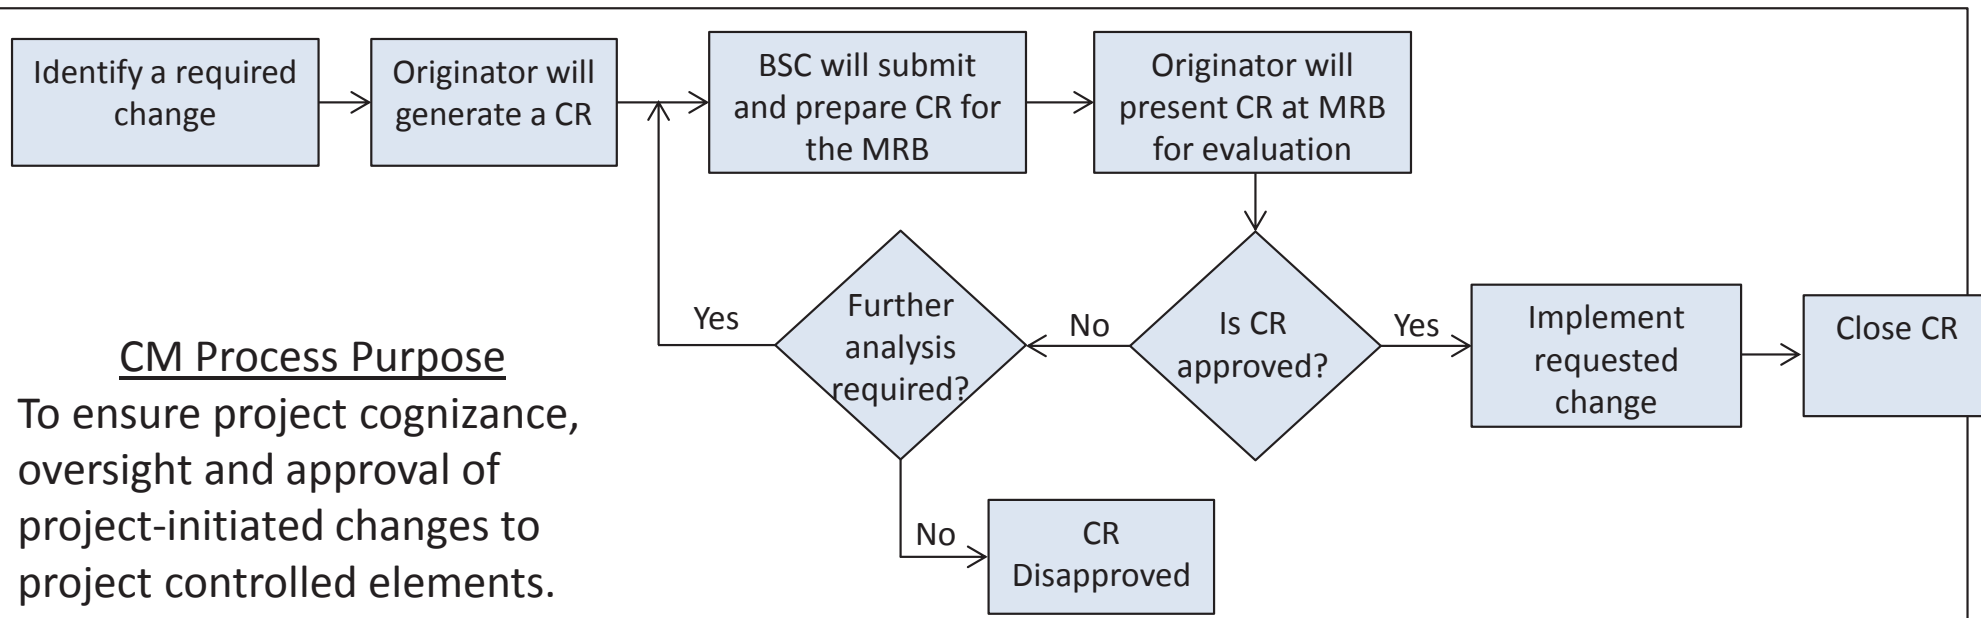 Identify a required
change
Originator will
generate a CR
BSC will submit
and prepare CR for
the MRB
Originator will
present CR at MRB
for evaluation
Is CR
approved?
Yes
No
Further
analysis
required?
Yes
No
CR
Disapproved
Implement
requested
change
Close CR
CM Process Purpose
To ensure project cognizance,
oversight and approval of
project-initiated changes to
project controlled elements.